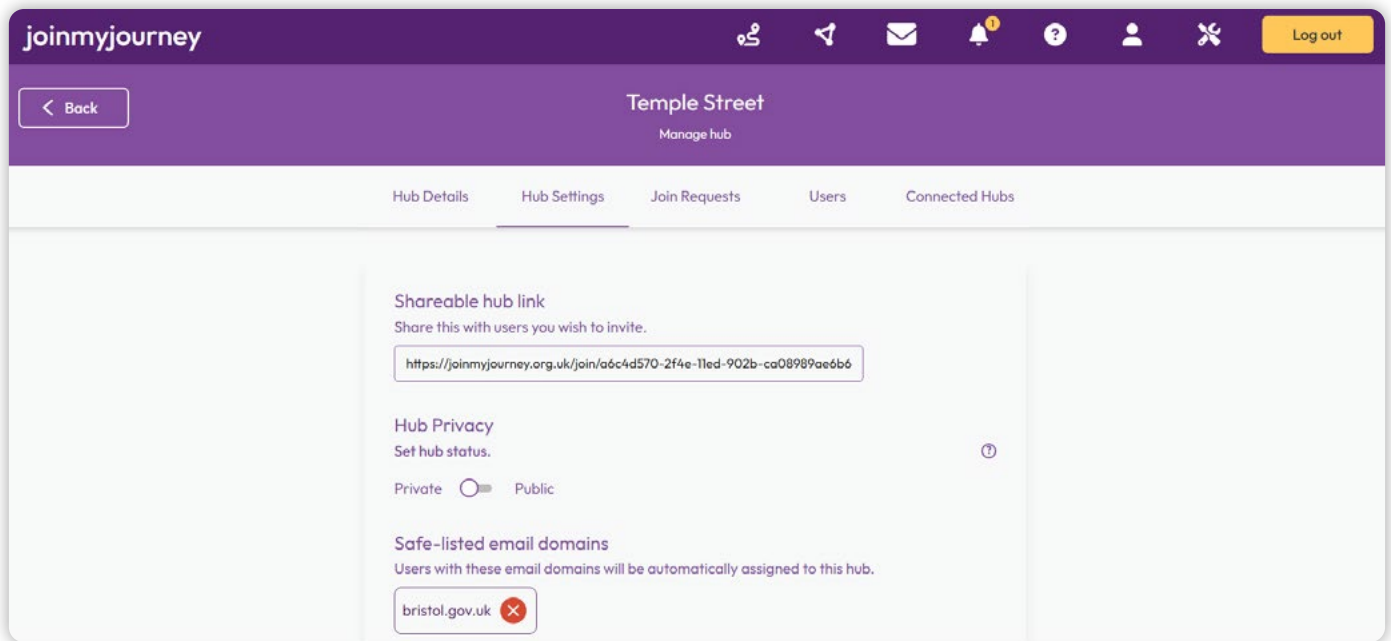 joinmyjourney
1
?
Log out
< Back
Temple Street
Manage hub
Hub Details
Hub Settings
Join Requests
Users
Connected Hubs
Shareable hub link
Share this with users you wish to invite.
https://joinmyjourney.org.uk/join/a6c4d570-2f4e-11ed-902b-ca08989ae6b6
Hub Privacy
Set hub status.
?
Private
Public
Safe-listed email domains
Users with these email domains will be automatically assigned to this hub.
bristol.gov.uk